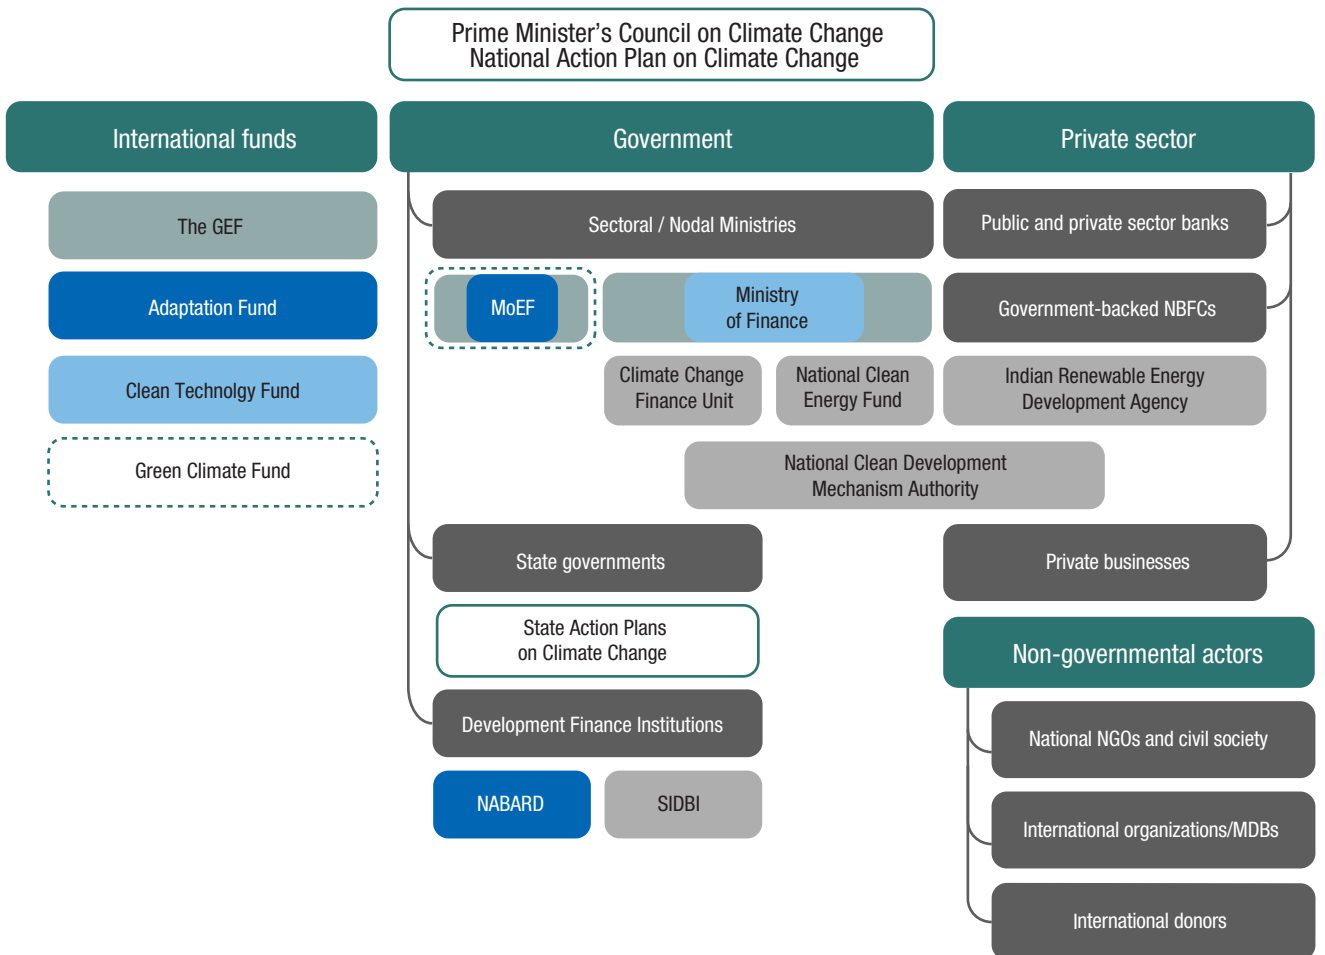 Prime Minister’s Council on Climate Change
National Action Plan on Climate Change
International funds
The GEF
Adaptation Fund
Clean Technolgy Fund
Green Climate Fund
Government
Sectoral / Nodal Ministries
MoEF
Ministry
of Finance
Climate Change
Finance Unit
National Clean
Energy Fund
National Clean Development
Mechanism Authority
State governments
State Action Plans
on Climate Change
Development Finance Institutions
NABARD
SIDBI
Private sector
Public and private sector banks
Government-backed NBFCs
Indian Renewable Energy
Development Agency
Private businesses
Non-governmental actors
National NGOs and civil society
International organizations/MDBs
International donors